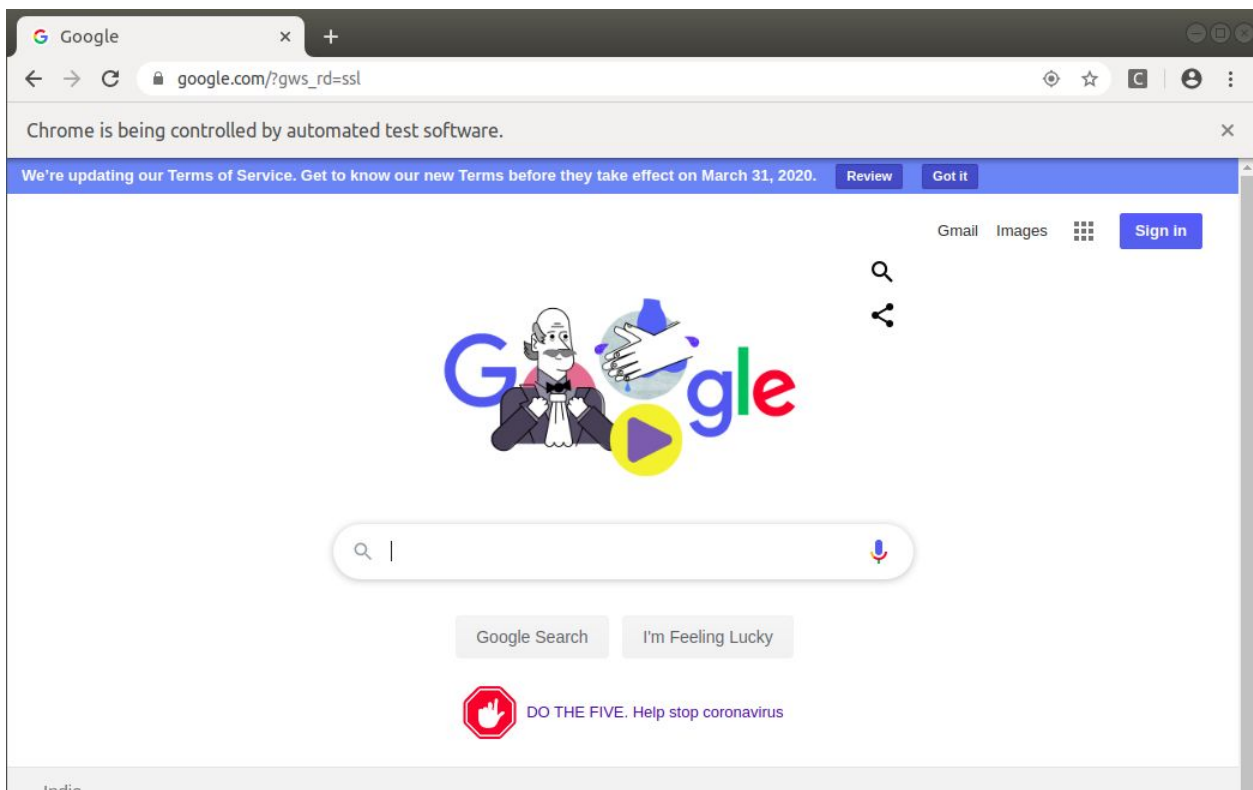 Google
google.com/?gws_rd=ssl
Chrome is being controlled by automated test software.
We're updating our Terms of Service. Get to know our new Terms before they take effect on March 31, 2020. Review Got it
Gmail Images Sign in
Google
Google Search I'm Feeling Lucky
DO THE FIVE. Help stop coronavirus
India